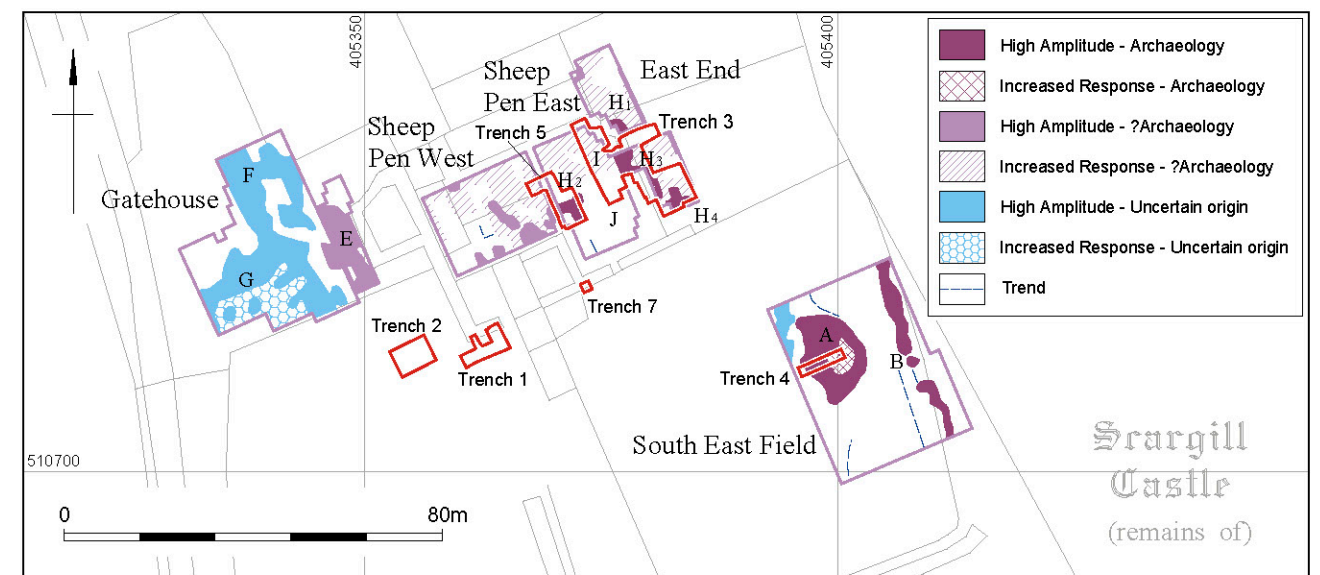 405350
405400
High Amplitude - Archaeology
Increased Response - Archaeology
High Amplitude - ?Archaeology
Increased Response - ?Archaeology
High Amplitude - Uncertain origin
Increased Response - Uncertain origin
Trend
Sheep
Pen East
East End
Trench 5
H1
Trench 3
Sheep
Pen West
I
H3
F
Gatehouse
H2
J
H4
E
G
Trench 7
Trench 2
Trench 1
A
B
Trench 4
South East Field
Scargill
Castle
(remains of)
510700
0
80m